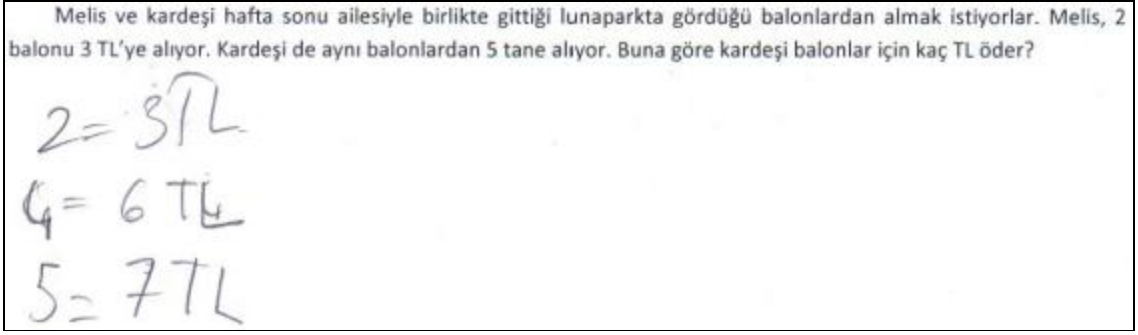 Melis ve kardeşi hafta sonu ailesiyle birlikte gittiği lunaparkta gördüğü balonlardan almak istiyorlar. Melis, 2
balonu 3 TL'ye alıyor. Kardeşi de aynı balonlardan 5 tane alıyor. Buna göre kardeşi balonlar için kaç TL öder?
2= 3TL
4= 6 TL
5= 7TL